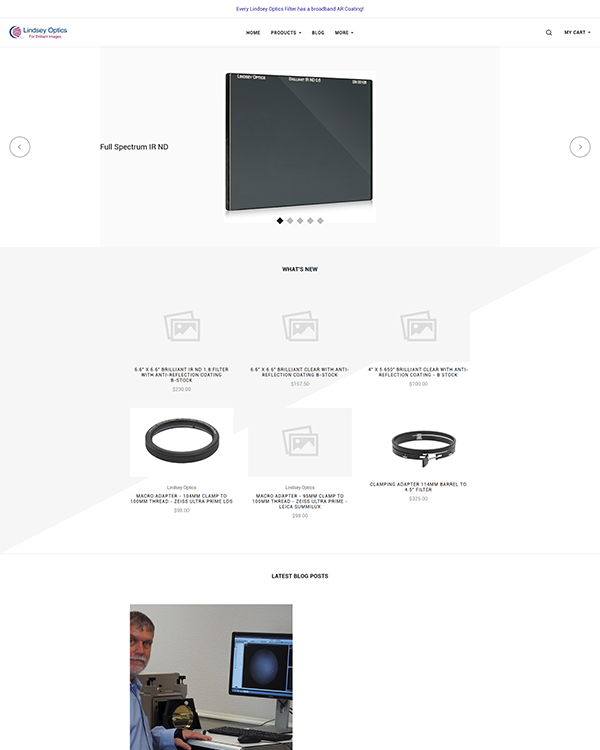 Every Lindsey Optics Filter has a broadband AR Coating!
Lindsey Optics
For Brilliant Images
HOME PRODUCTS BLOG MORE
MY CART
LINDSEY OPTICS BRILLIANT IR ND 0.6
Full Spectrum IR ND
WHAT'S NEW
6.6" X 6.6" BRILLIANT IR ND 1.8 FILTER
WITH ANTI-REFLECTION COATING
B-STOCK
$230.00
6.6" X 6.6" BRILLIANT CLEAR WITH ANTI-
REFLECTION COATING B-STOCK
$157.50
4" X 5.650" BRILLIANT CLEAR WITH ANTI-
REFLECTION COATING - B STOCK
$100.00
Lindsey Optics
MACRO ADAPTER - 104MM CLAMP TO
100MM THREAD - ZEISS ULTRA PRIME LDS
$98.00
Lindsey Optics
MACRO ADAPTER - 95MM CLAMP TO
100MM THREAD - ZEISS ULTRA PRIME -
LEICA SUMMILUX
$98.00
CLAMPING ADAPTER 114MM BARREL TO
4.5" FILTER
$325.00
LATEST BLOG POSTS